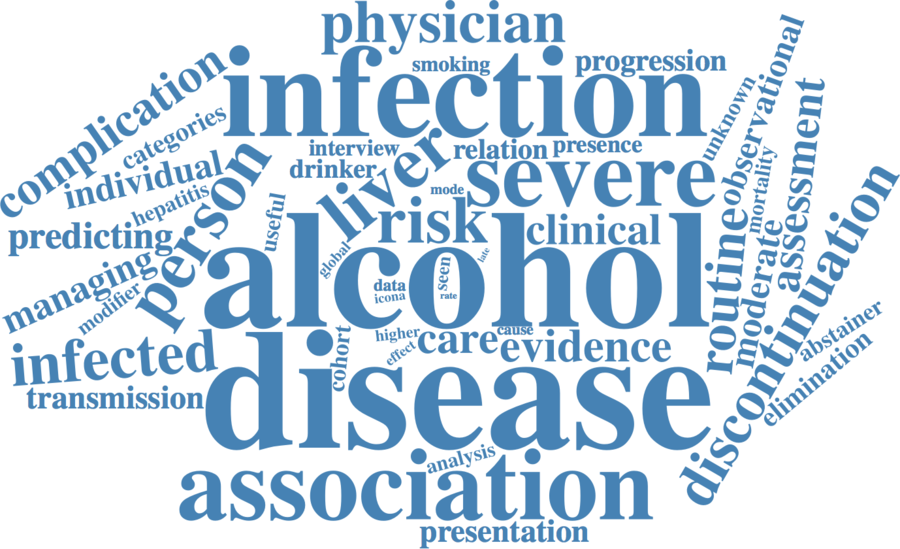 physician
smoking
progression
infection
complication
categories
individual
hepatitis
predicting
person
useful
managing
modifier
infected
transmission
interview
drinker
liver
relation
presence
severe
mode
risk
clinical
global
alcohol
data
icona
seen
rate
late
higher
effect
care
cause
evidence
cohort
disease
analysis
association
presentation
unknown
observational
mortality
assessment
routine
moderate
discontinuation
abstainer
elimination